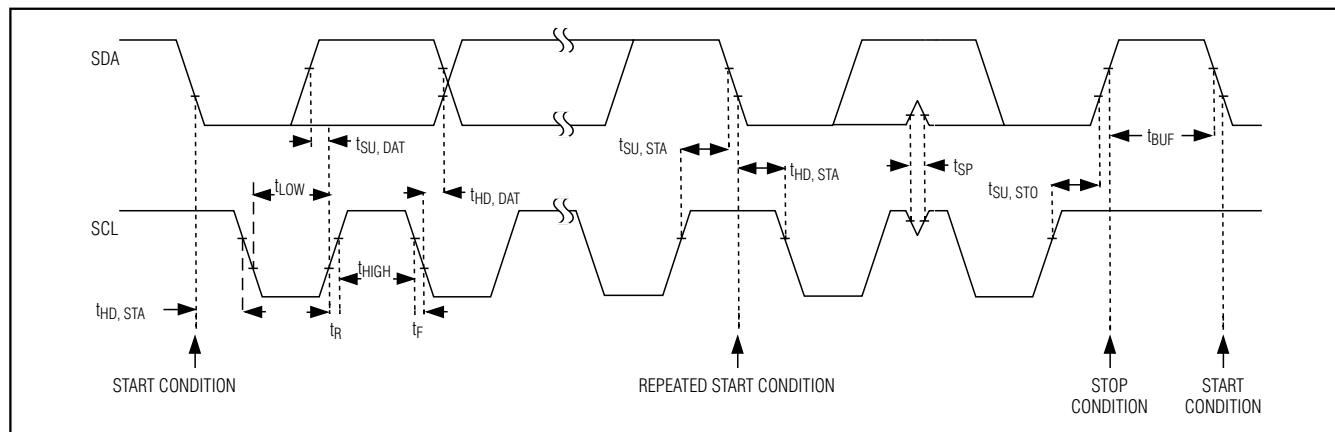 SDA
tSU, DAT
tSU, STA
tHD, STA
tSP
tBUF
tLOW
tHD, DAT
tSU, STO
SCL
tHIGH
tHD, STA
tR
tF
START CONDITION
REPEATED START CONDITION
STOP
CONDITION
START
CONDITION